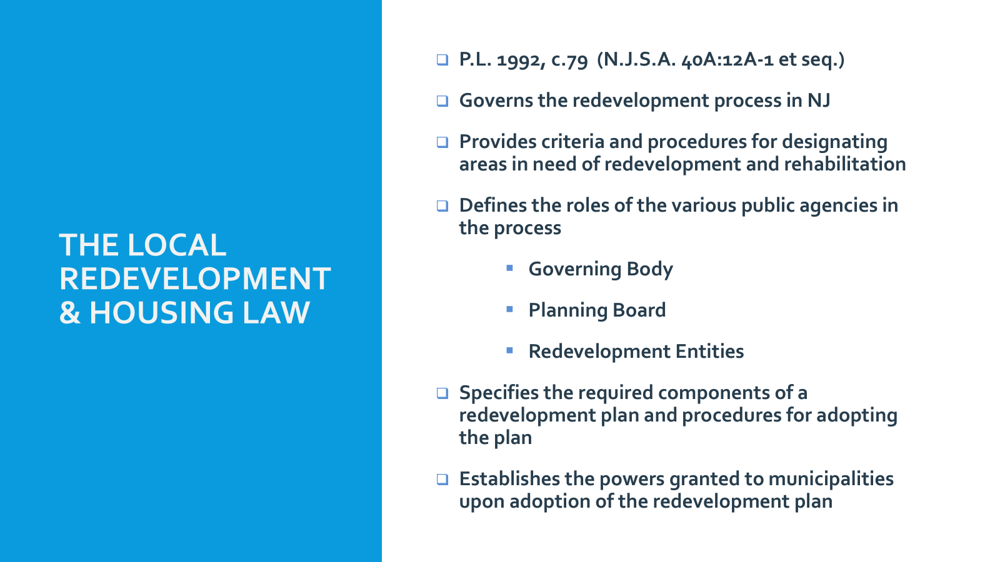 THE LOCAL
REDEVELOPMENT
& HOUSING LAW
P.L. 1992, c.79  (N.J.S.A. 40A:12A-1 et seq.)
Governs the redevelopment process in NJ
Provides criteria and procedures for designating
areas in need of redevelopment and rehabilitation
Defines the roles of the various public agencies in
the process
Governing Body
Planning Board
Redevelopment Entities
Specifies the required components of a
redevelopment plan and procedures for adopting
the plan
Establishes the powers granted to municipalities
upon adoption of the redevelopment plan